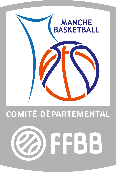 MANCHE
BASKETBALL
COMITÉ DÉPARTEMENTAL
FFBB